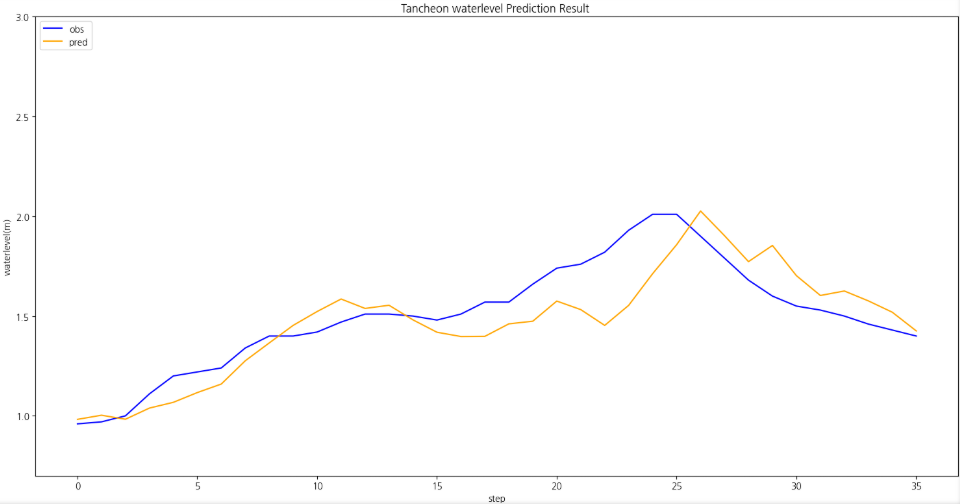 Tancheon waterlevel Prediction Result
obs
pred
3.0
2.5
2.0
1.5
1.0
waterlevel(m)
0 5 10 15 20 25 30 35
step